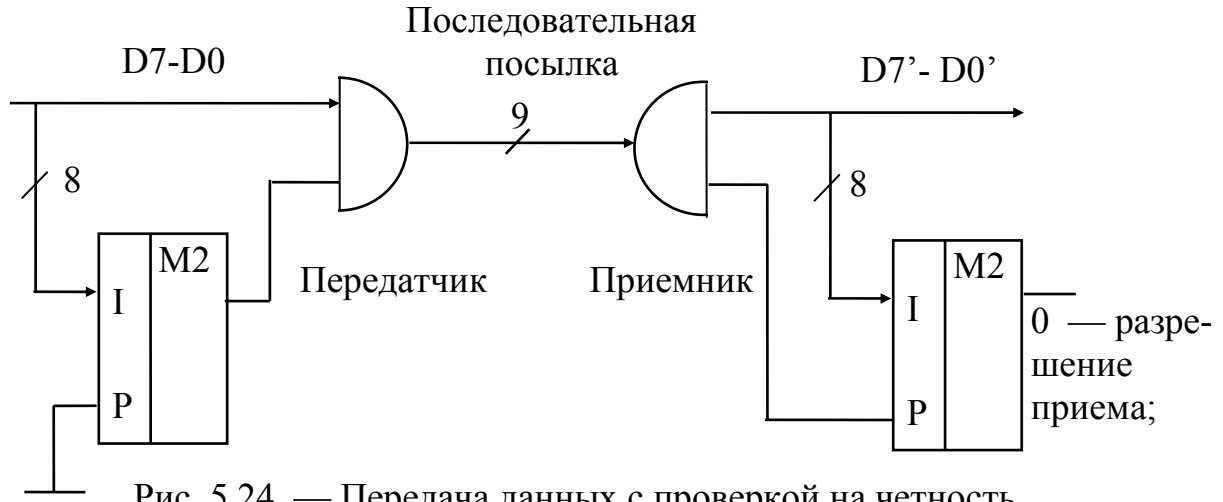 Последовательная
посылка
D7-D0
D7’- D0’
9
8
8
M2
I
P
Передатчик
Приемник
M2
I
P
0 — разре-
шение
приема;
Рис. 5.24 — Передача данных с проверкой на четность